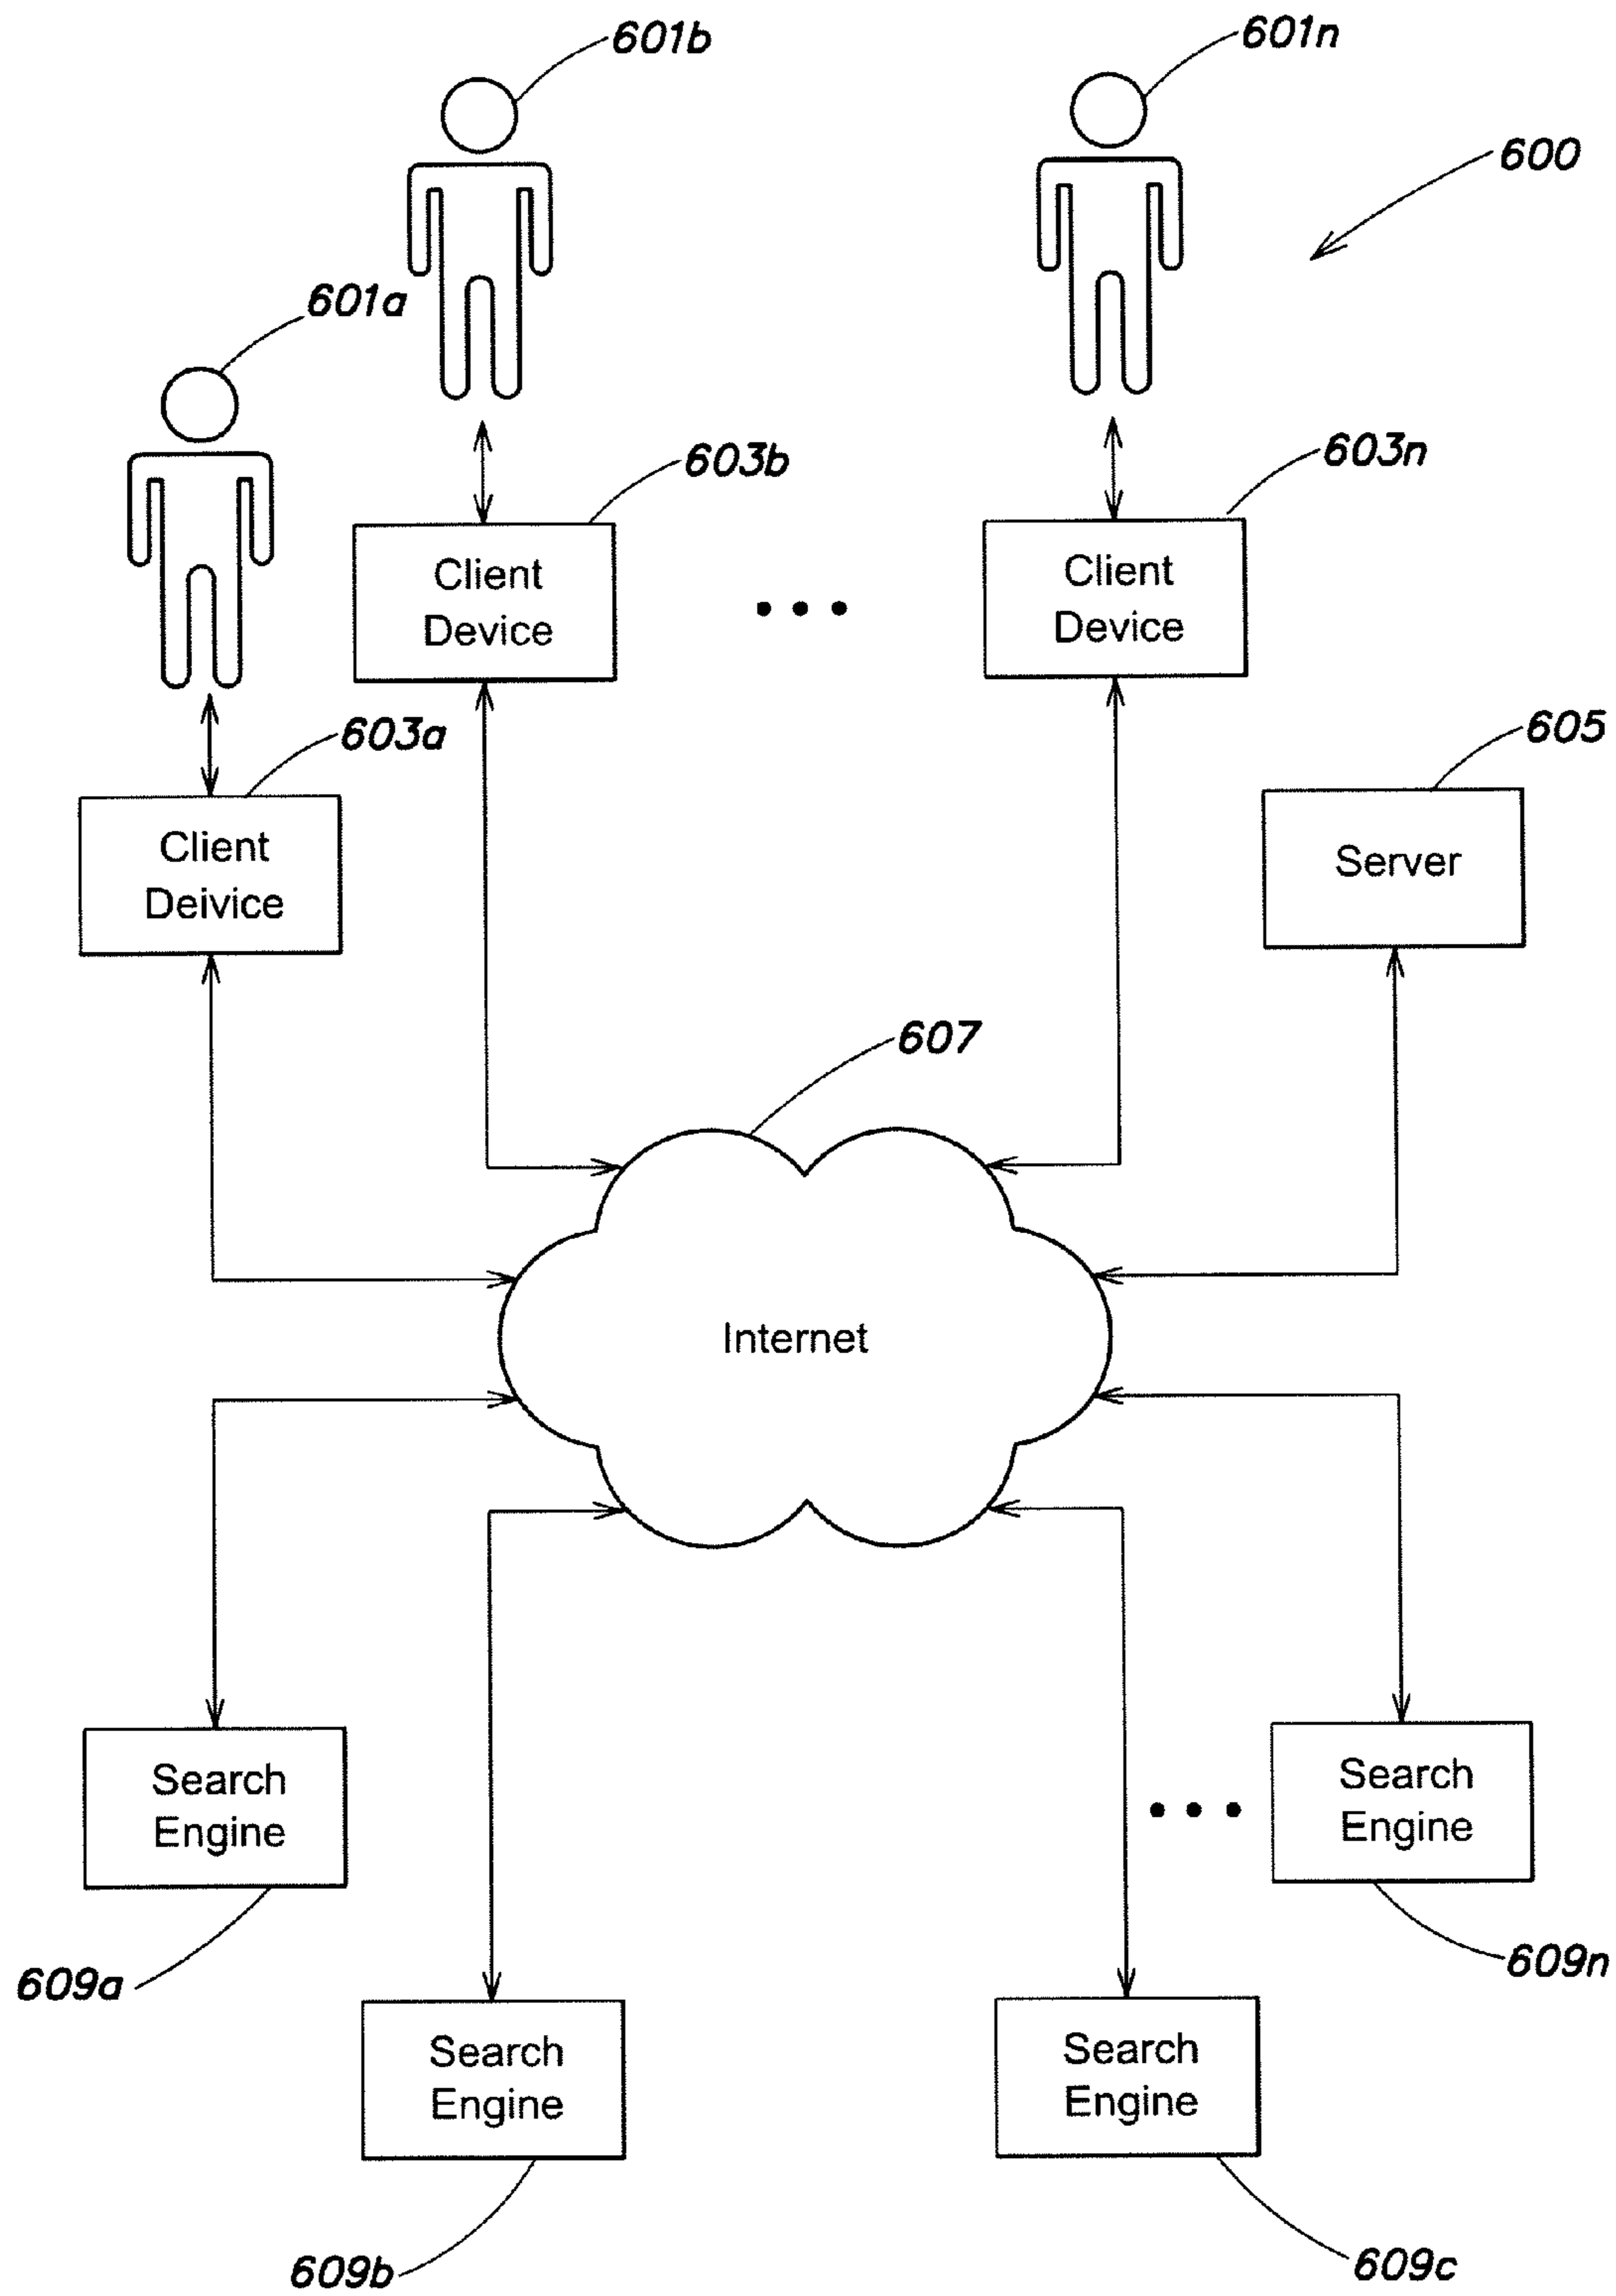 601b
601n
600
601a
603b
603n
Client
Device
Client
Device
603a
605
Client
Deivice
Server
607
Internet
Search
Engine
Search
Engine
609a
609n
Search
Engine
Search
Engine
609b
609c